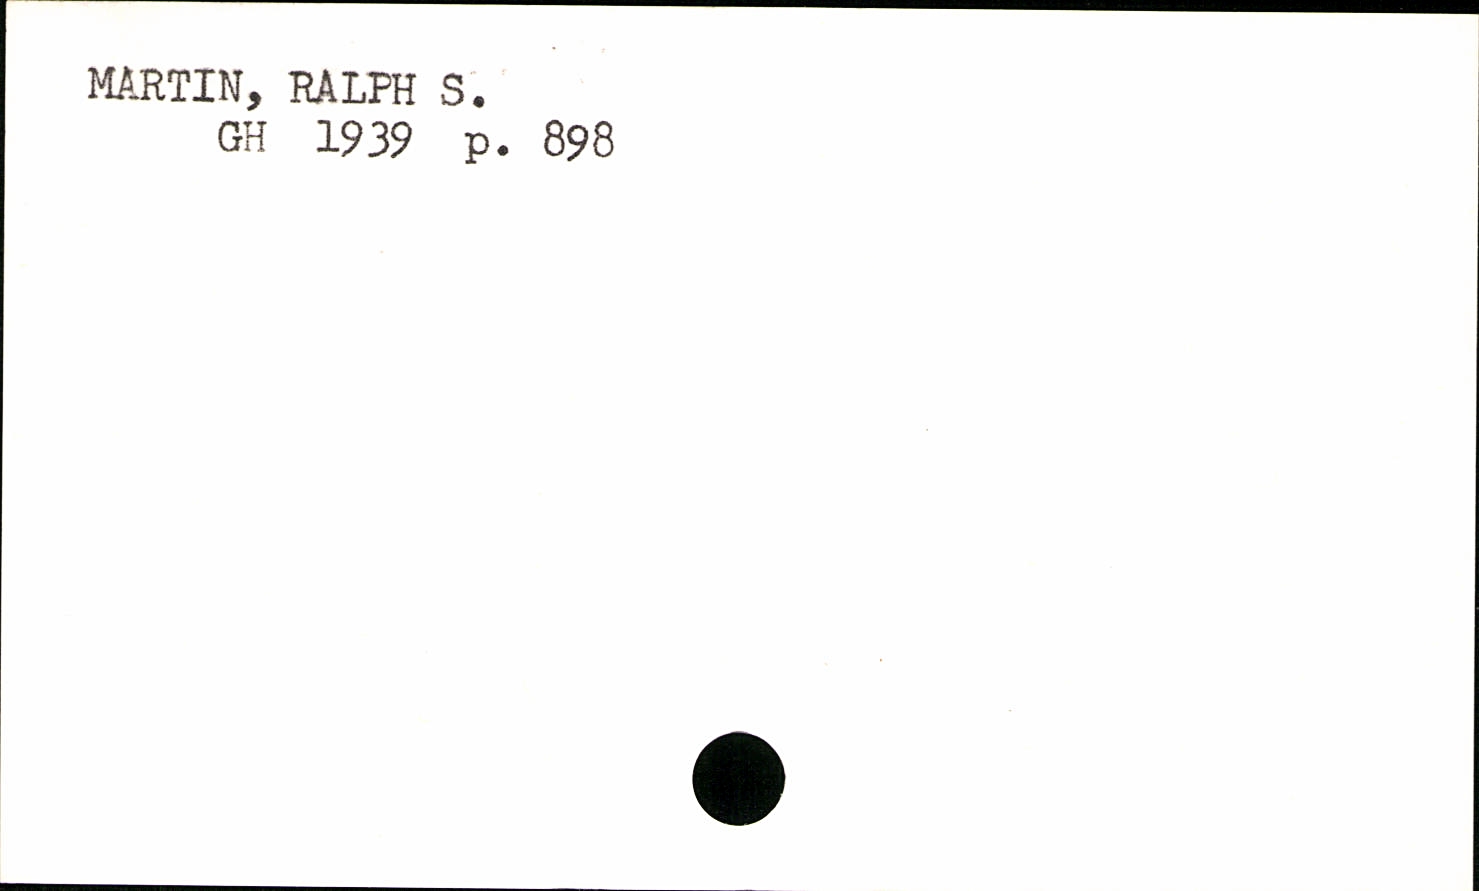 MARTIN, RALPH S.
GH 1939 p. 898